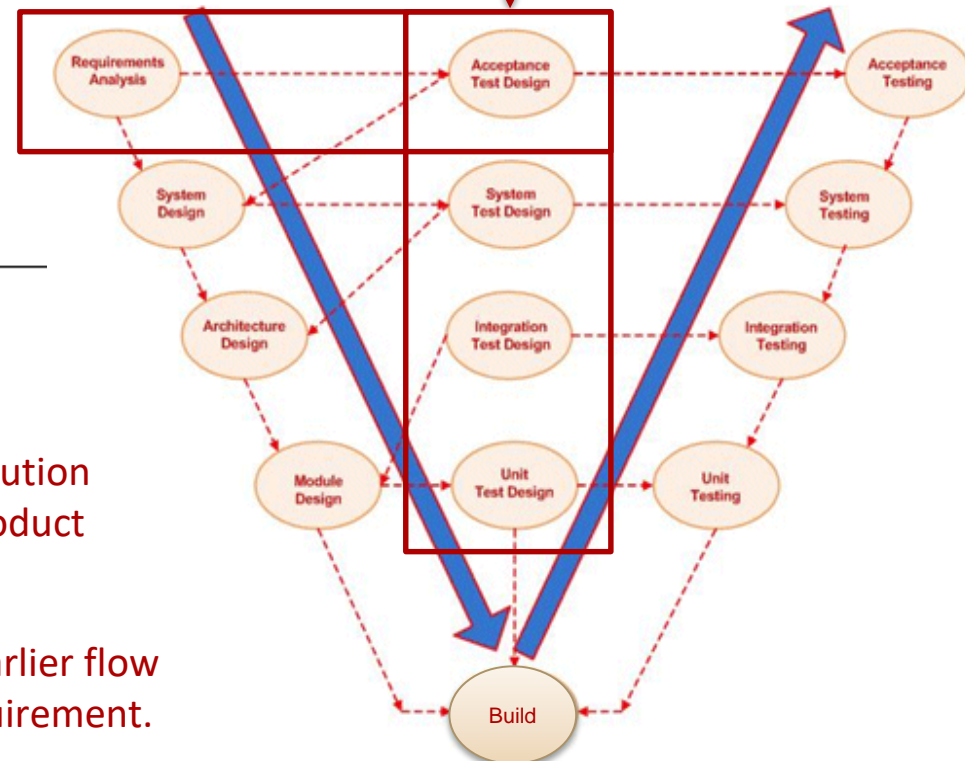 Requirements
Analysis
Acceptance
Test Design
Acceptance
Testing
System
Design
System
Test Design
System
Testing
Architecture
Design
Integration
Test Design
Integration
Testing
Module
Design
Unit
Test Design
Unit
Testing
Build
ution
oduct
rlier flow
uirement.